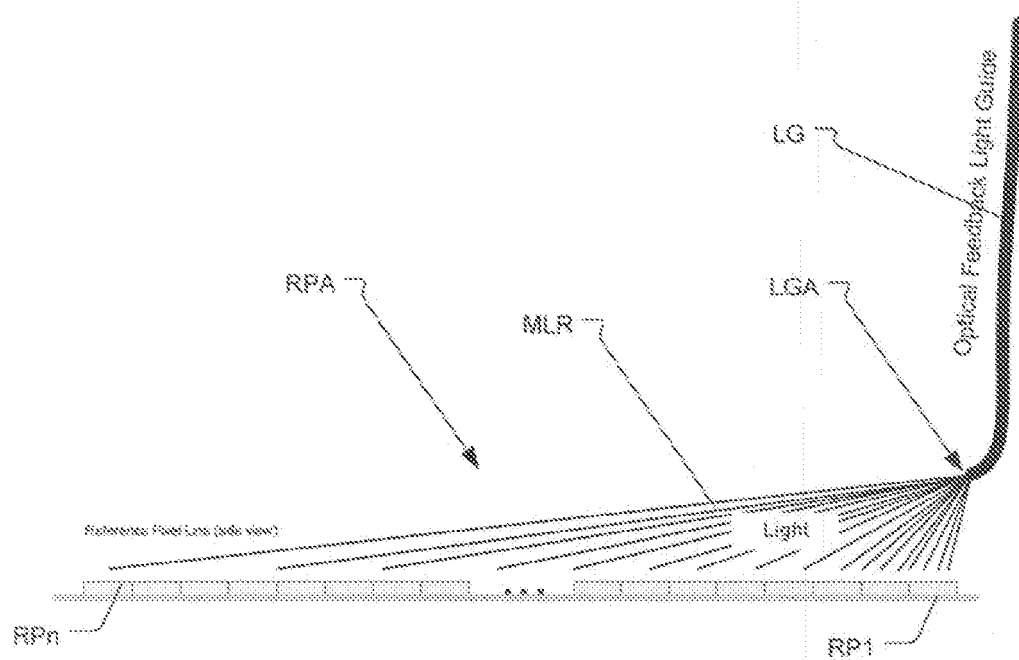 LG
Optical Feedback Light Guide
RPA
LGA
MLR
Reference Pixel Line (side view)
Light
...
RPn
RP1